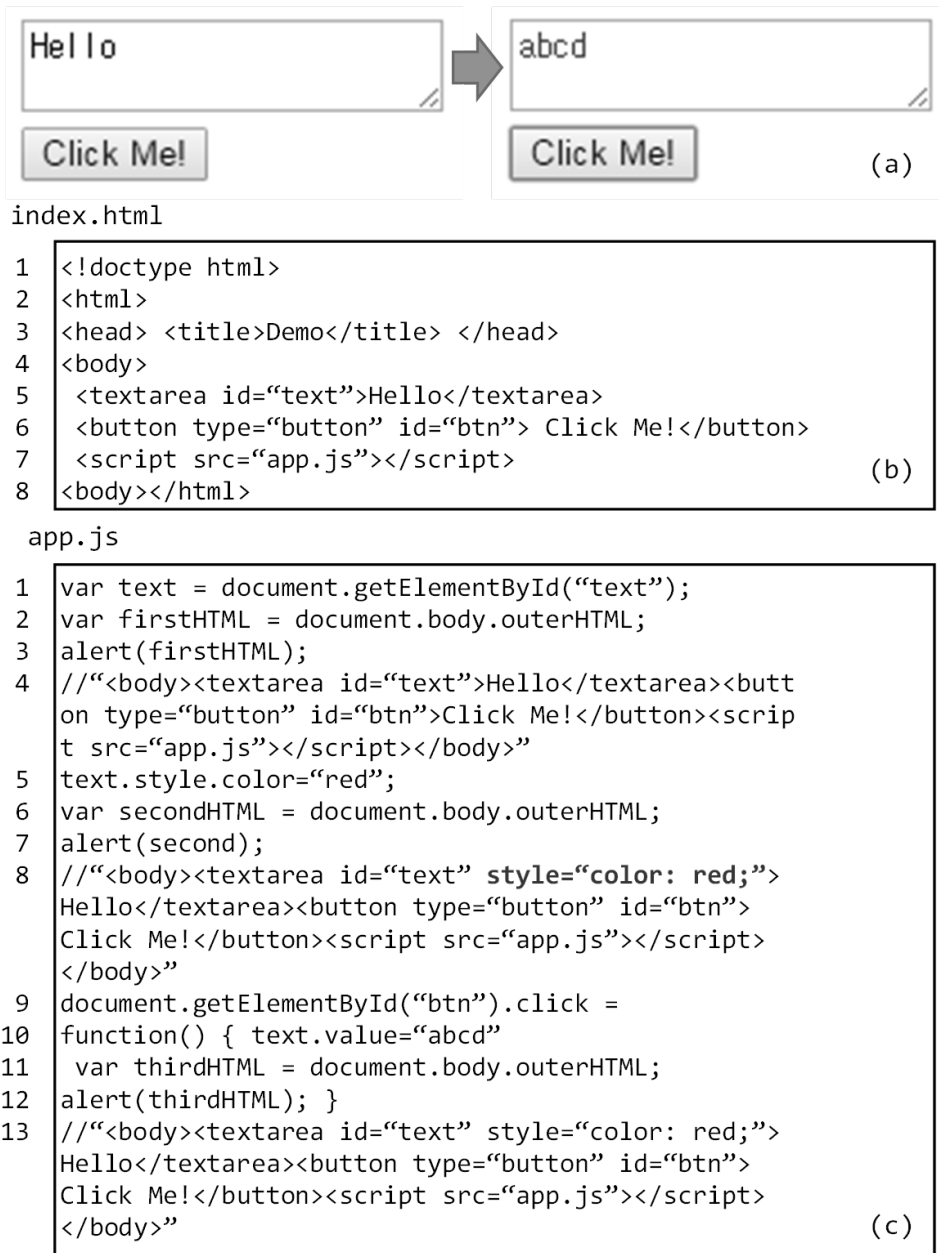 Hello
abcd
Click Me!
Click Me!
(a)
index.html
1 <!doctype html>
2 <html>
3 <head> <title>Demo</title> </head>
4 <body>
5  <textarea id=“text”>Hello</textarea>
6  <button type=“button” id=“btn”> Click Me!</button>
7  <script src=“app.js”></script>
8 <body></html>
(b)
app.js
1 var text = document.getElementById(“text”);
2 var firstHTML = document.body.outerHTML;
3 alert(firstHTML);
4 //“<body><textarea id=“text”>Hello</textarea><butt
on type=“button” id=“btn”>Click Me!</button><scrip
t src=“app.js”></script></body>”
5 text.style.color=“red”;
6 var secondHTML = document.body.outerHTML;
7 alert(second);
8 //“<body><textarea id=“text” style=“color: red;”>
Hello</textarea><button type=“button” id=“btn”>
Click Me!</button><script src=“app.js”></script>
</body>”
9 document.getElementById(“btn”).click =
10 function() { text.value=“abcd”
11  var thirdHTML = document.body.outerHTML;
12 alert(thirdHTML); }
13 //“<body><textarea id=“text” style=“color: red;”>
Hello</textarea><button type=“button” id=“btn”>
Click Me!</button><script src=“app.js”></script>
</body>”
(c)